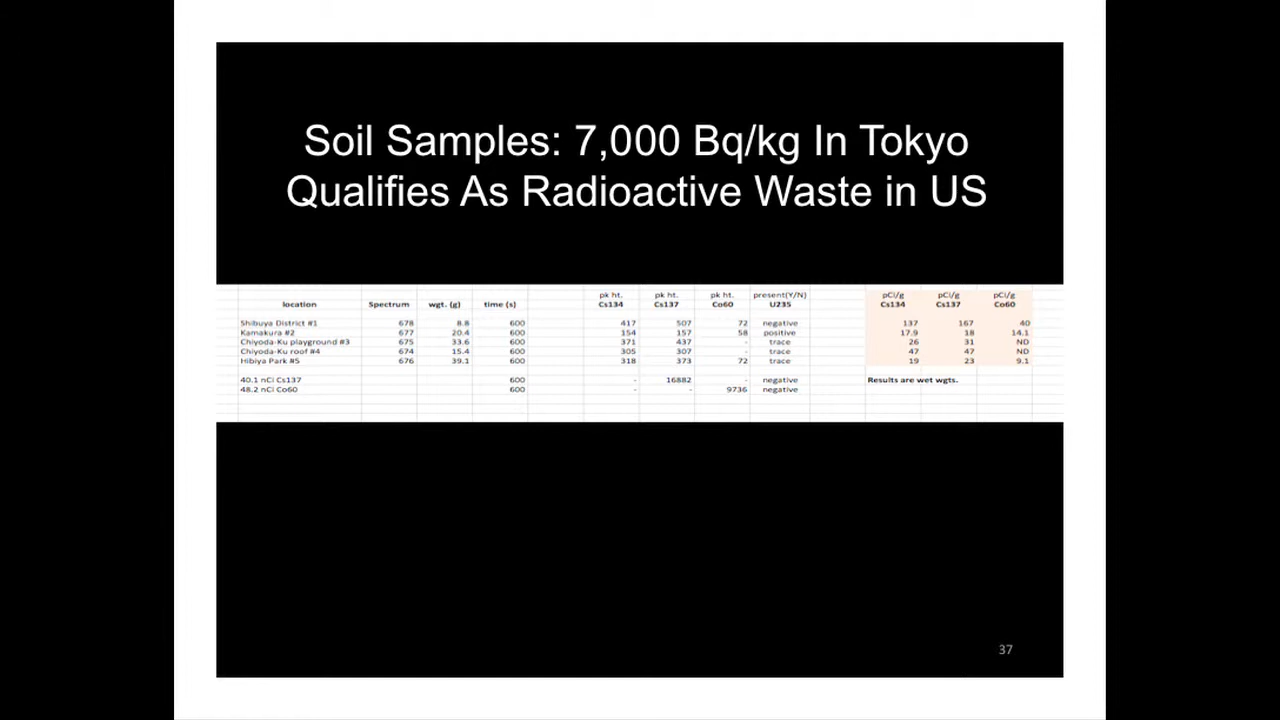 Soil Samples: 7,000 Bq/kg In Tokyo
Qualifies As Radioactive Waste in US
pk ht. pk ht. pk ht. present(Y/N) pCi/g pCi/g pCi/g
location Spectrum wgt. (g) time (s) Cs134 Cs137 Co60 U235 Cs134 Cs137 Co60
Shibuya District #1 678 8.8 600 417 507 72 negative 137 167 40
Kamakura #2 677 20.4 600 154 157 58 positive 17.9 18 14.1
Chiyoda-Ku playground #3 675 33.6 600 371 437 - trace 26 31 ND
Chiyoda-Ku roof #4 674 15.4 600 305 307 - trace 47 47 ND
Hibiya Park #5 676 39.1 600 318 373 72 trace 19 23 9.1
40.1 nCi Cs137 600 - 16882 - negative Results are wet wgts.
48.2 nCi Co60 600 - - 9736 negative
37